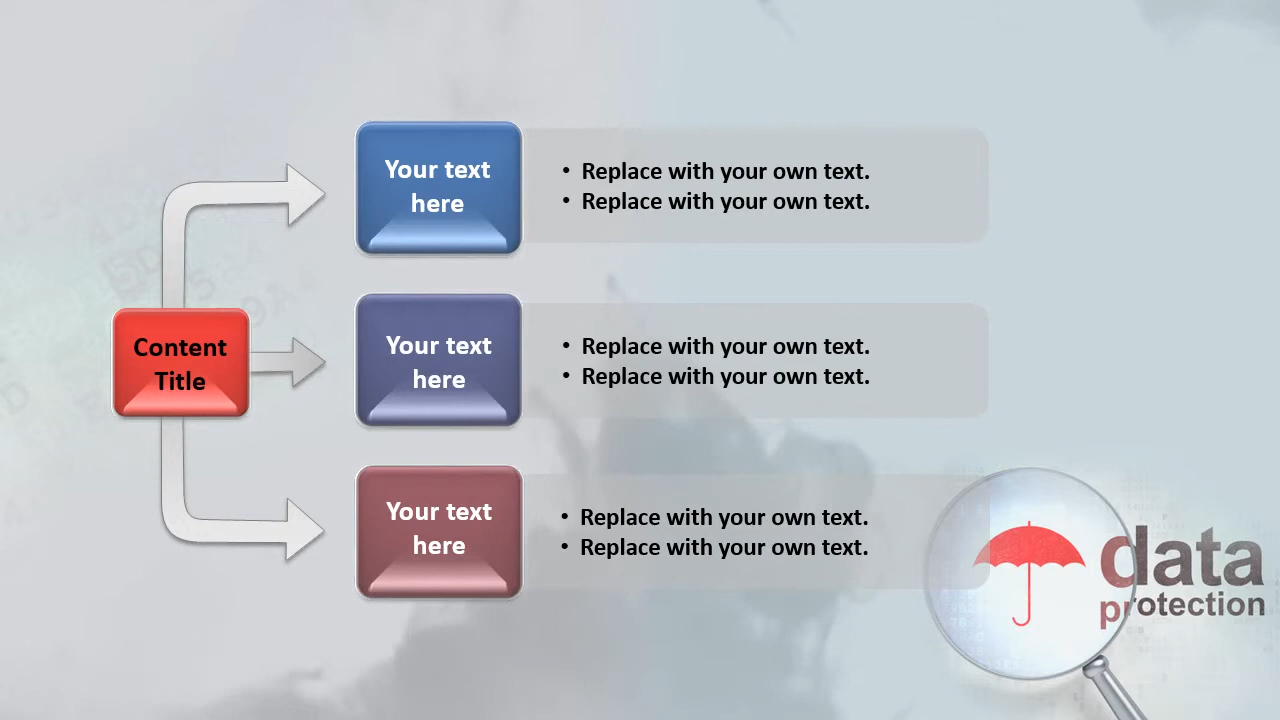 Your text
here
• Replace with your own text.
• Replace with your own text.
Content
Title
Your text
here
• Replace with your own text.
• Replace with your own text.
Your text
here
• Replace with your own text.
• Replace with your own text.
data
protection